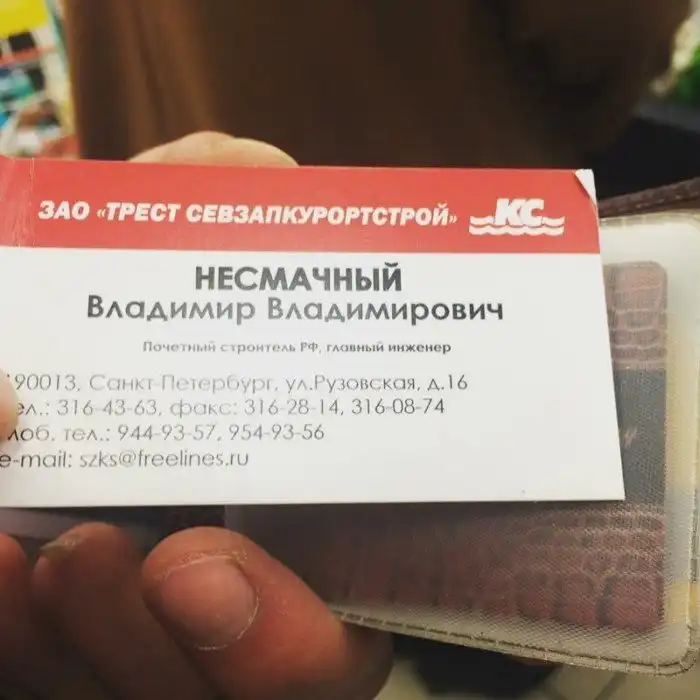 ЗАО «ТРЕСТ СЕВЗАПКУРОРТСТРОЙ»
КС
НЕСМАЧНЫЙ
Владимир Владимирович
Почетный строитель РФ, главный инженер
190013, Санкт-Петербург, ул.Рузовская, д.16
ел.: 316-43-63, факс: 316-28-14, 316-08-74
моб. тел.: 944-93-57, 954-93-56
e-mail: szks@freelines.ru